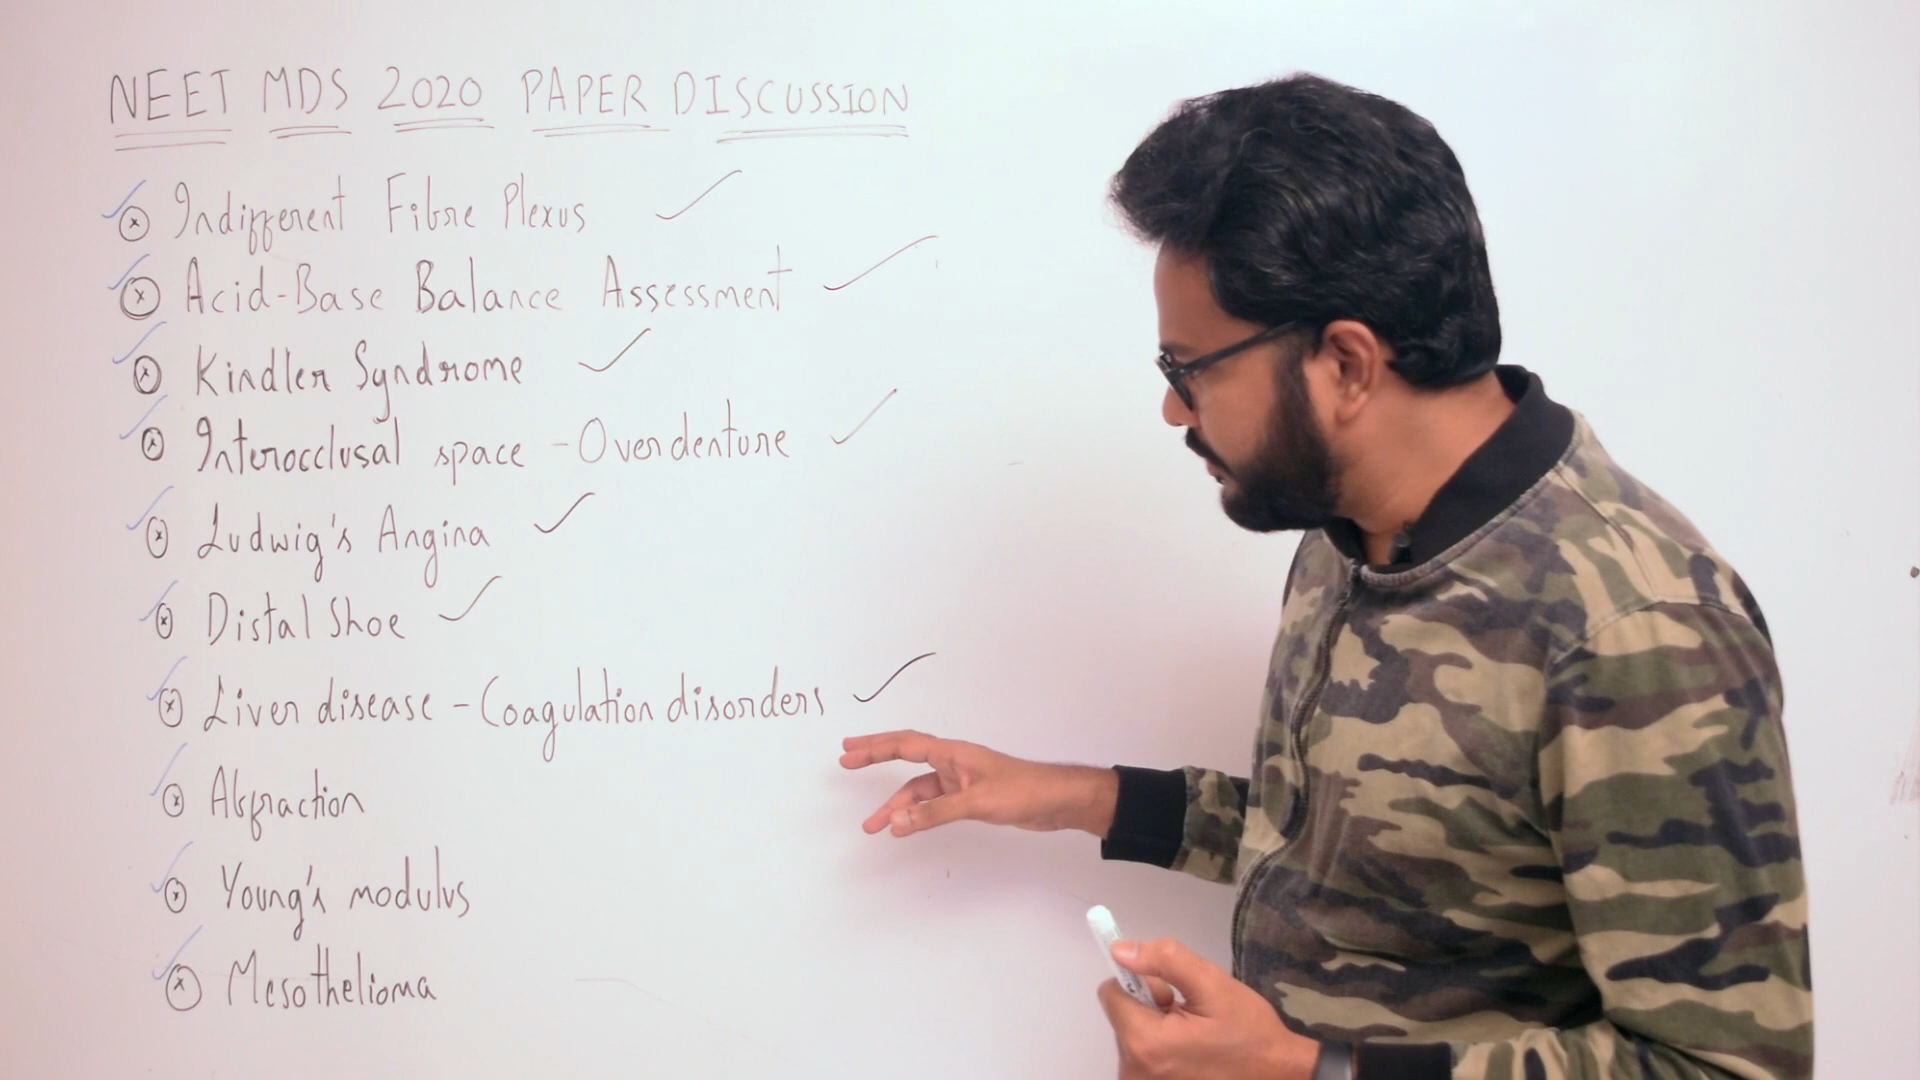 NEET MDS 2020 PAPER DISCUSSION
Indifferent Fibre Plexus
Acid-Base Balance Assessment
Kindler Syndrome
Interocclusal space - Overdenture
Ludwig's Angina
Distal Shoe
Liver disease - Coagulation disorders
Abfraction
Young's modulus
Mesothelioma